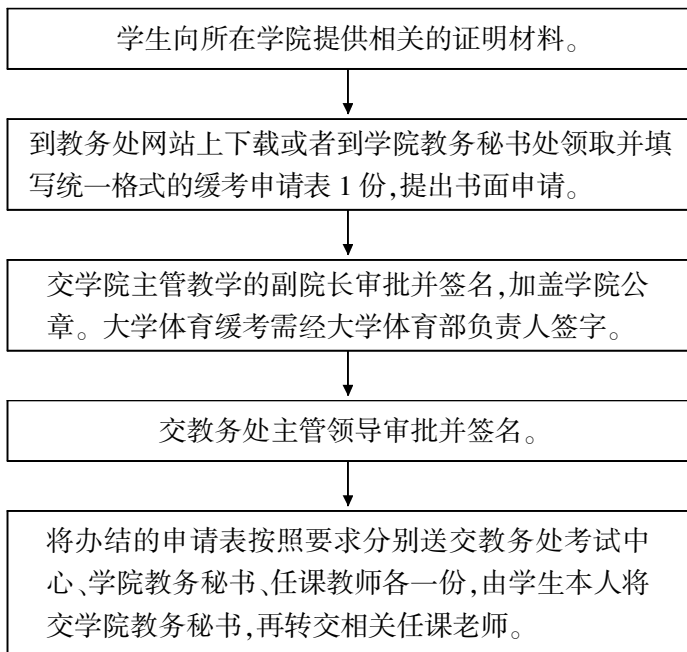 学生向所在学院提供相关的证明材料。
到教务处网站上下载或者到学院教务秘书处领取并填
写统一格式的缓考申请表1份,提出书面申请。
交学院主管教学的副院长审批并签名,加盖学院公
章。大学体育缓考需经大学体育部负责人签字。
交教务处主管领导审批并签名。
将办结的申请表按照要求分别送交教务处考试中
心、学院教务秘书、任课教师各一份,由学生本人将
交学院教务秘书,再转交相关任课老师。